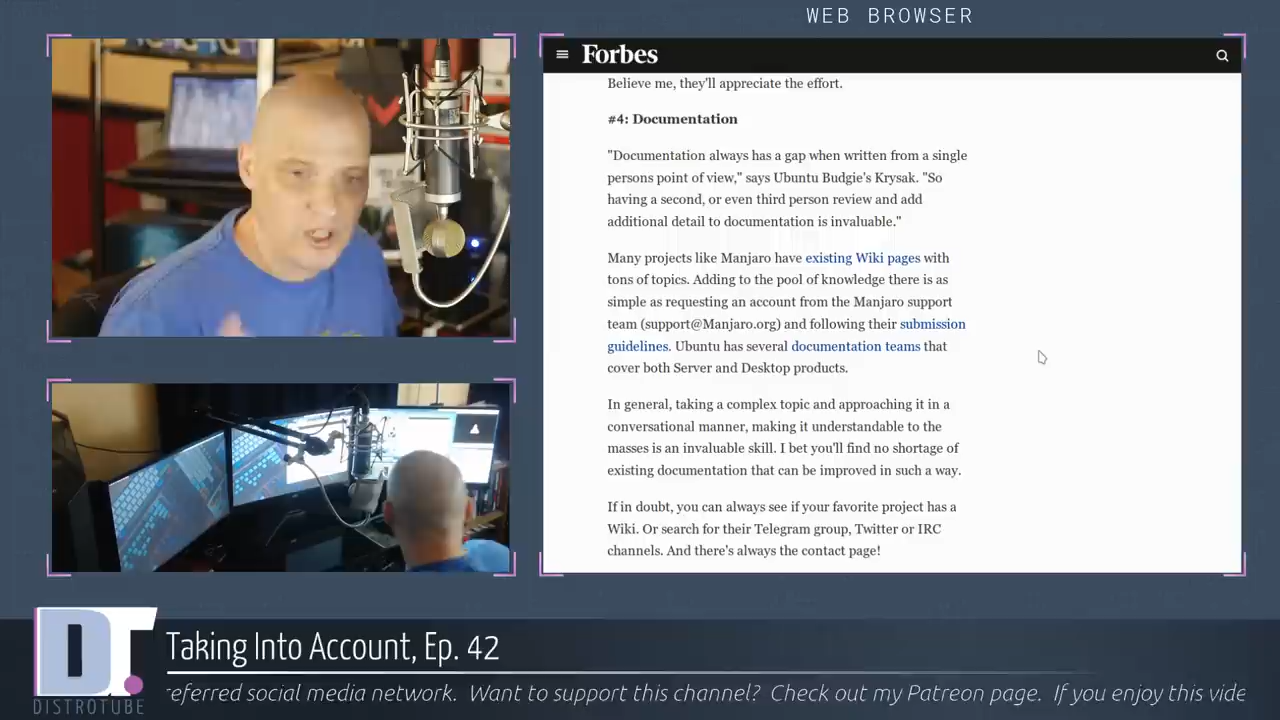 WEB BROWSER
Forbes
Believe me, they'll appreciate the effort.
#4: Documentation
"Documentation always has a gap when written from a single
persons point of view," says Ubuntu Budgie's Krysak. "So
having a second, or even third person review and add
additional detail to documentation is invaluable."
Many projects like Manjaro have existing Wiki pages with
tons of topics. Adding to the pool of knowledge there is as
simple as requesting an account from the Manjaro support
team (support@Manjaro.org) and following their submission
guidelines. Ubuntu has several documentation teams that
cover both Server and Desktop products.
In general, taking a complex topic and approaching it in a
conversational manner, making it understandable to the
masses is an invaluable skill. I bet you'll find no shortage of
existing documentation that can be improved in such a way.
If in doubt, you can always see if your favorite project has a
Wiki. Or search for their Telegram group, Twitter or IRC
channels. And there's always the contact page!
DT
DISTROTUBE
Taking Into Account, Ep. 42
referred social media network. Want to support this channel? Check out my Patreon page. If you enjoy this vide